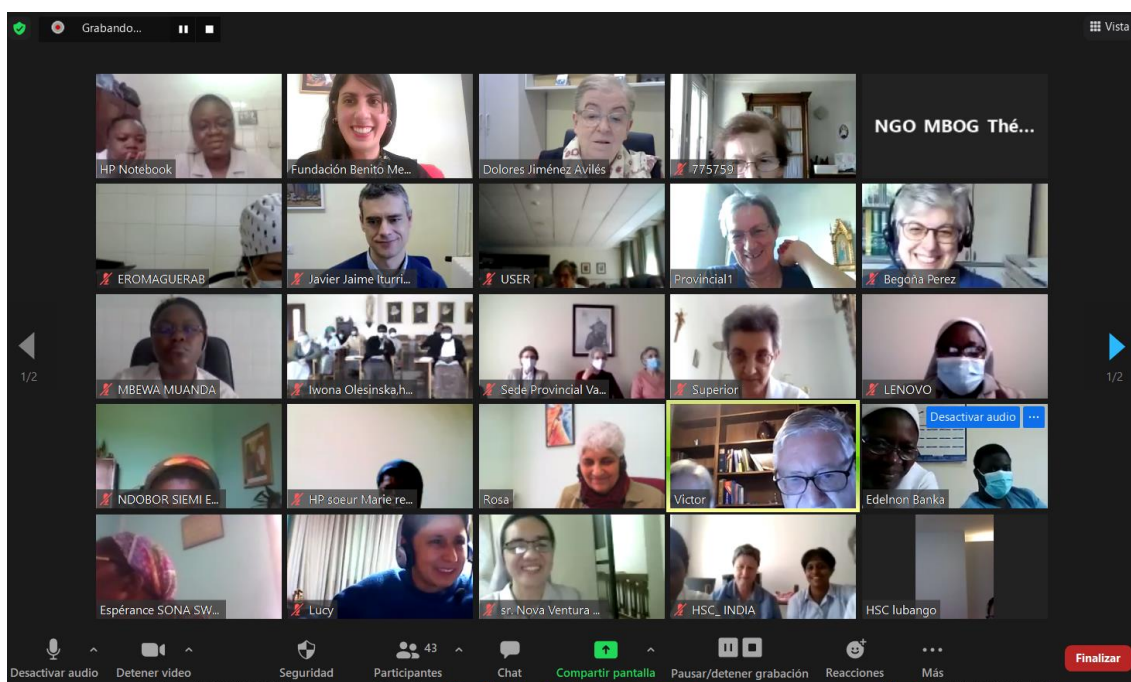 Grabando...
Vista
HP Notebook
Fundación Benito Me...
Dolores Jiménez Avilés
775759
NGO MBOG Thé...
EROMAGUERAB
Javier Jaime Iturri...
USER
Provincial1
Begoña Perez
1/2
MBEWA MUANDA
Iwona Olesinska,h...
Sede Provincial Va...
Superior
LENOVO
1/2
Desactivar audio ...
NDOBOR SIEMI E...
HP soeur Marie re...
Rosa
Victor
Edelnon Banka
Espérance SONA SW...
Lucy
sr. Nova Ventura ...
HSC_ INDIA
HSC lubango
43
Desactivar audio
Detener video
Seguridad
Participantes
Chat
Compartir pantalla
Pausar/detener grabación
Reacciones
Más
Finalizar